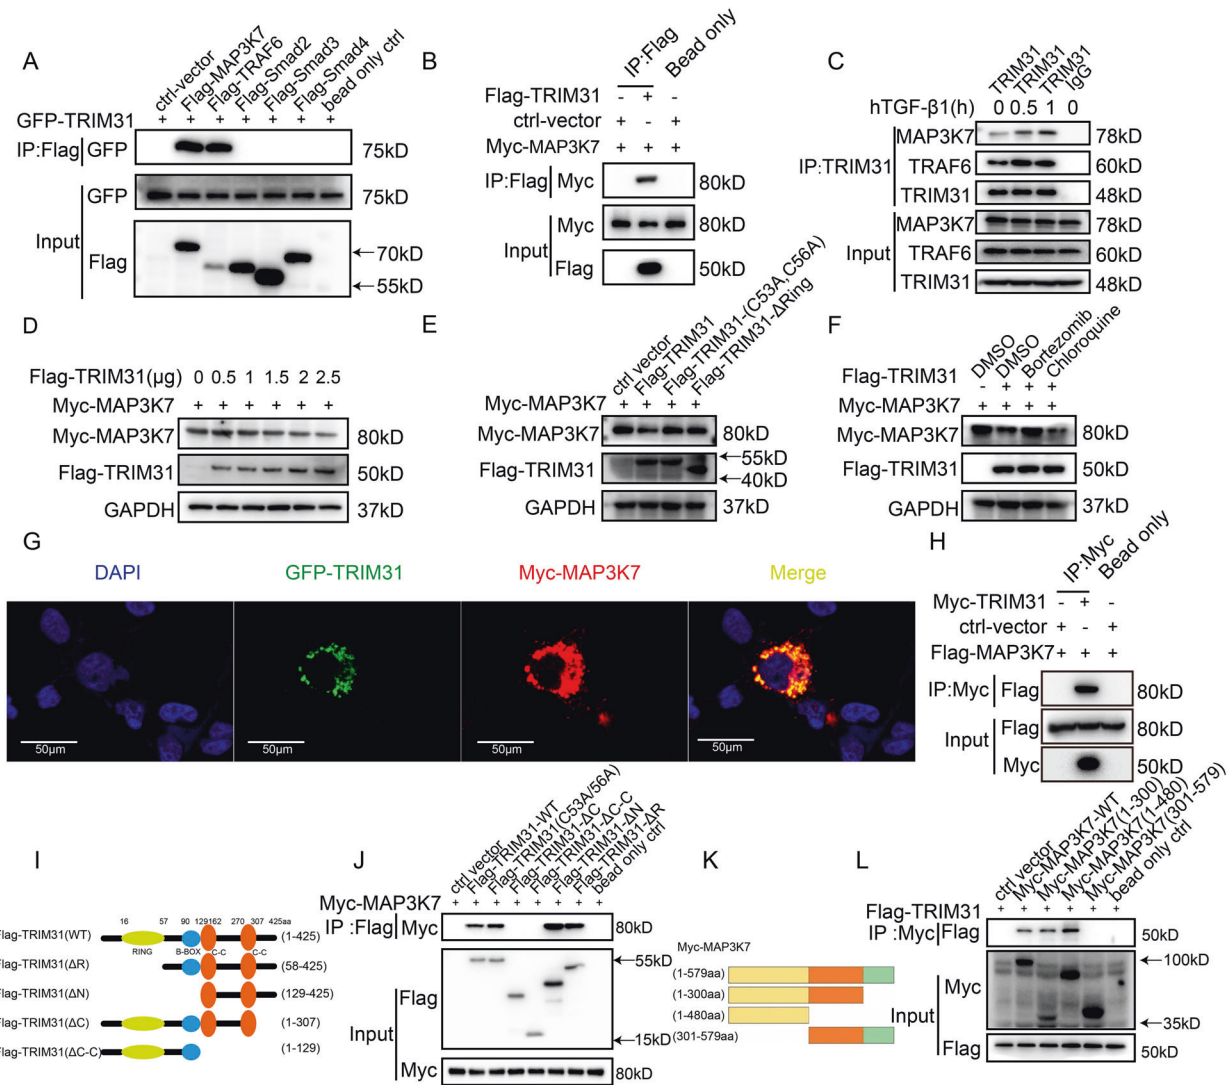 A
ctrl-vector
Flag-MAP3K7
Flag-TRAF6
Flag-Smad2
Flag-Smad3
Flag-Smad4
bead only ctrl
GFP-TRIM31 + + + + + + +
IP:Flag GFP 75kD
GFP 75kD
Input
Flag
←70kD
←55kD
B
IP:Flag
Bead only
Flag-TRIM31 - + -
ctrl-vector + - +
Myc-MAP3K7 + + +
IP:Flag Myc 80kD
Myc 80kD
Input
Flag 50kD
C
TRIM31
TRIM31
TRIM31
IgG
hTGF-β1(h) 0 0.5 1 0
MAP3K7 78kD
IP:TRIM31 TRAF6 60kD
TRIM31 48kD
MAP3K7 78kD
Input TRAF6 60kD
TRIM31 48kD
D
Flag-TRIM31(μg) 0 0.5 1 1.5 2 2.5
Myc-MAP3K7 + + + + + +
Myc-MAP3K7 80kD
Flag-TRIM31 50kD
GAPDH 37kD
E
ctrl vector
Flag-TRIM31
Flag-TRIM31-(C53A,C56A)
Flag-TRIM31-ΔRing
Myc-MAP3K7 + + + +
Myc-MAP3K7 80kD
Flag-TRIM31 ←55kD
←40kD
GAPDH 37kD
F
DMSO
DMSO
Bortezomib
Chloroquine
Flag-TRIM31 - + + +
Myc-MAP3K7 + + + +
Myc-MAP3K7 80kD
Flag-TRIM31 50kD
GAPDH 37kD
G
DAPI GFP-TRIM31 Myc-MAP3K7 Merge
50μm 50μm 50μm 50μm
H
IP:Myc
Bead only
Myc-TRIM31 - + -
ctrl-vector + - +
Flag-MAP3K7 + + +
IP:Myc Flag 80kD
Flag 80kD
Input
Myc 50kD
I
16 57 90 129 162 270 307 425aa
Flag-TRIM31(WT) (1-425)
RING B-BOX C-C C-C
Flag-TRIM31(ΔR) (58-425)
Flag-TRIM31(ΔN) (129-425)
Flag-TRIM31(ΔC) (1-307)
Flag-TRIM31(ΔC-C) (1-129)
J
ctrl vector
Flag-TRIM31-WT
Flag-TRIM31(C53A/56A)
Flag-TRIM31-ΔC
Flag-TRIM31-ΔC-C
Flag-TRIM31-ΔN
Flag-TRIM31-ΔR
bead only ctrl
Myc-MAP3K7 + + + + + + + +
IP :Flag Myc 80kD
←55kD
Flag
Input
←15kD
Myc 80kD
K
Myc-MAP3K7
(1-579aa)
(1-300aa)
(1-480aa)
(301-579aa)
L
ctrl vector
Myc-MAP3K7-WT
Myc-MAP3K7(1-300)
Myc-MAP3K7(1-480)
Myc-MAP3K7(301-579)
bead only ctrl
Flag-TRIM31 + + + + + +
IP :Myc Flag 50kD
←100kD
Myc
Input
←35kD
Flag 50kD